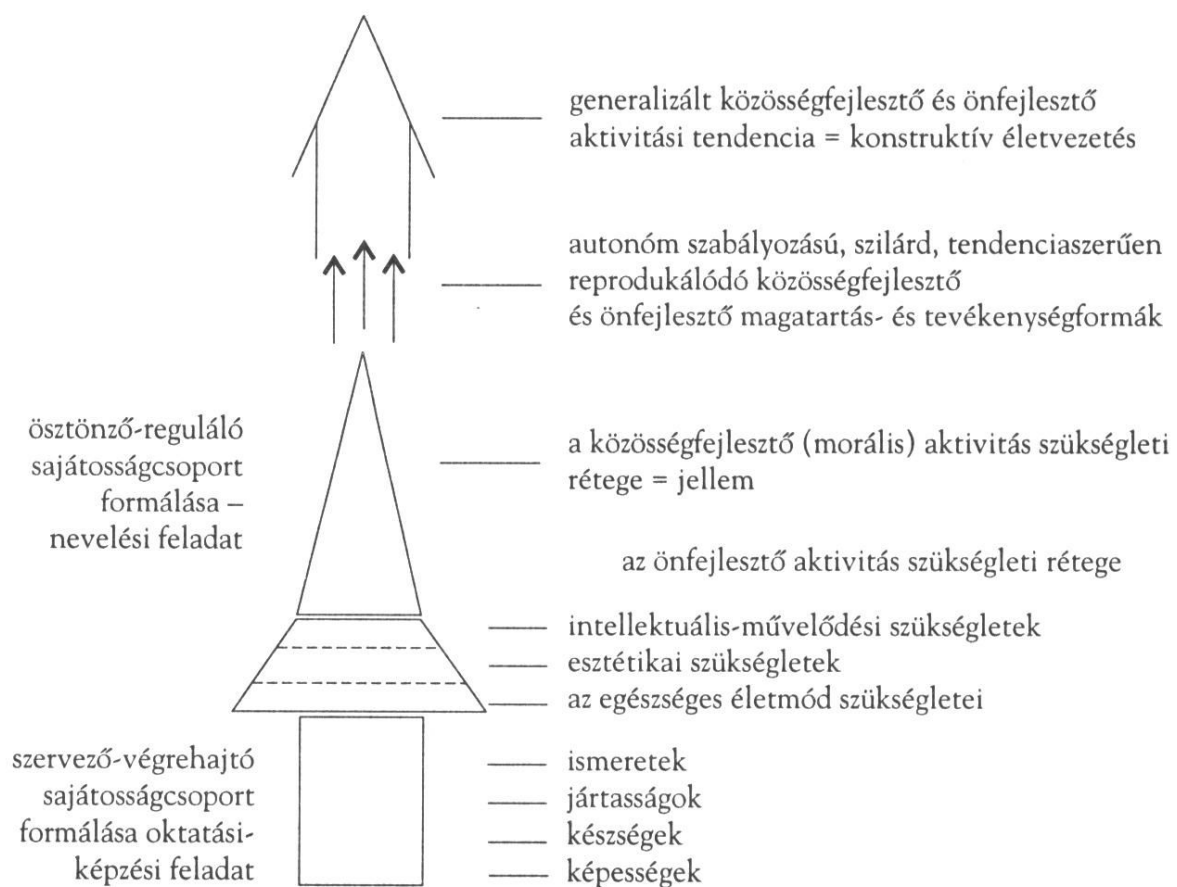 generalizált közösségfejlesztő és önfejlesztő
aktivitási tendencia = konstruktív életvezetés
autonóm szabályozású, szilárd, tendenciaszerűen
reprodukálódó közösségfejlesztő
és önfejlesztő magatartás- és tevékenységformák
ösztönző-reguláló
sajátosságcsoport
formálása –
nevelési feladat
a közösségfejlesztő (morális) aktivitás szükségleti
rétege = jellem
az önfejlesztő aktivitás szükségleti rétege
intellektuális-művelődési szükségletek
esztétikai szükségletek
az egészséges életmód szükségletei
szervező-végrehajtó
sajátosságcsoport
formálása oktatási-
képzési feladat
ismeretek
jártasságok
készségek
képességek